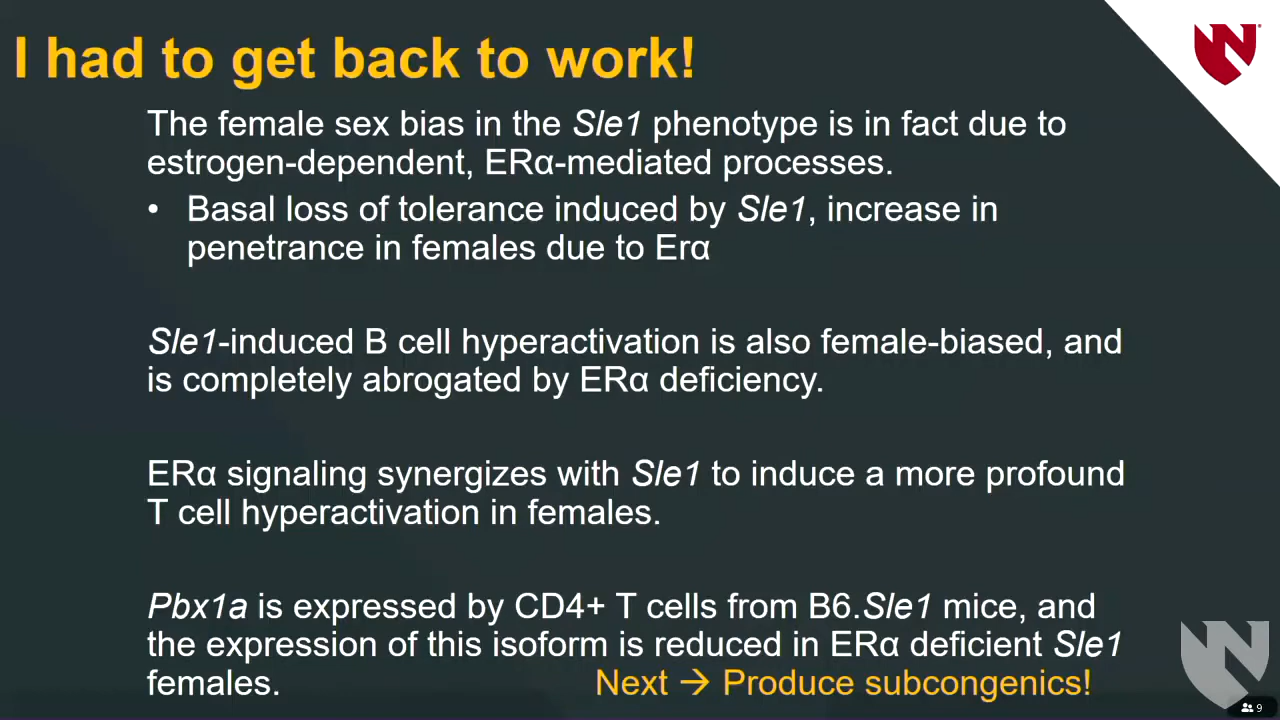 I had to get back to work!
The female sex bias in the Sle1 phenotype is in fact due to
estrogen-dependent, ERα-mediated processes.
• Basal loss of tolerance induced by Sle1, increase in
penetrance in females due to Erα
Sle1-induced B cell hyperactivation is also female-biased, and
is completely abrogated by ERα deficiency.
ERα signaling synergizes with Sle1 to induce a more profound
T cell hyperactivation in females.
Pbx1a is expressed by CD4+ T cells from B6.Sle1 mice, and
the expression of this isoform is reduced in ERα deficient Sle1
females.
Next → Produce subcongenics!
N
N
9